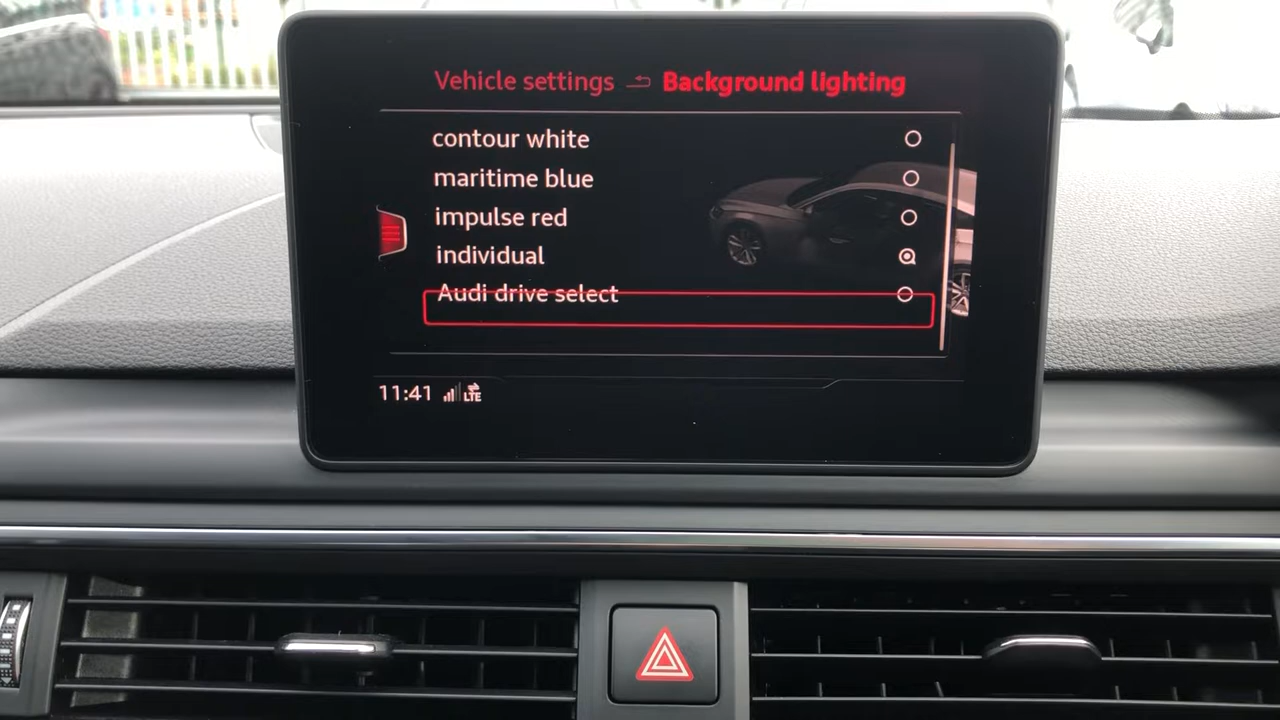 Vehicle settings Background lighting
contour white
maritime blue
impulse red
individual
Audi drive select
11:41 LTE